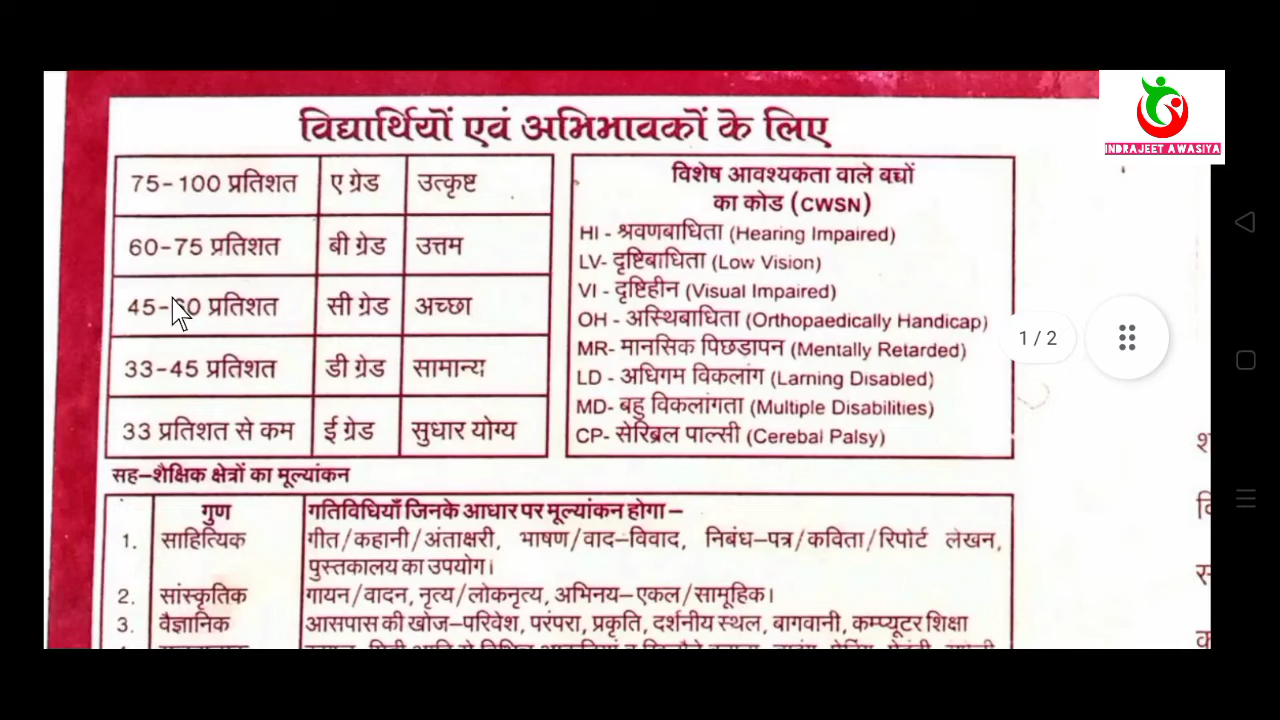 विद्यार्थियों एवं अभिभावकों के लिए
75-100 प्रतिशत ए ग्रेड उत्कृष्ट
60-75 प्रतिशत बी ग्रेड उत्तम
45-60 प्रतिशत सी ग्रेड अच्छा
33-45 प्रतिशत डी ग्रेड सामान्य
33 प्रतिशत से कम ई ग्रेड सुधार योग्य
विशेष आवश्यकता वाले बच्चों
का कोड (CWSN)
HI - श्रवणबाधिता (Hearing Impaired)
LV- दृष्टिबाधिता (Low Vision)
VI - दृष्टिहीन (Visual Impaired)
OH - अस्थिबाधिता (Orthopaedically Handicap)
MR- मानसिक पिछडापन (Mentally Retarded)
LD - अधिगम विकलांग (Larning Disabled)
MD- बहु विकलांगता (Multiple Disabilities)
CP- सेरिब्रल पाल्सी (Cerebal Palsy)
सह–शैक्षिक क्षेत्रों का मूल्यांकन
गुण गतिविधियाँ जिनके आधार पर मूल्यांकन होगा –
1. साहित्यिक गीत/कहानी/अंताक्षरी, भाषण/वाद–विवाद, निबंध–पत्र/कविता/रिपोर्ट लेखन,
पुस्तकालय का उपयोग।
2. सांस्कृतिक गायन/वादन, नृत्य/लोकनृत्य, अभिनय–एकल/सामूहिक।
3. वैज्ञानिक आसपास की खोज–परिवेश, परंपरा, प्रकृति, दर्शनीय स्थल, बागवानी, कम्प्यूटर शिक्षा
INDRAJEET AWASIYA
1 / 2